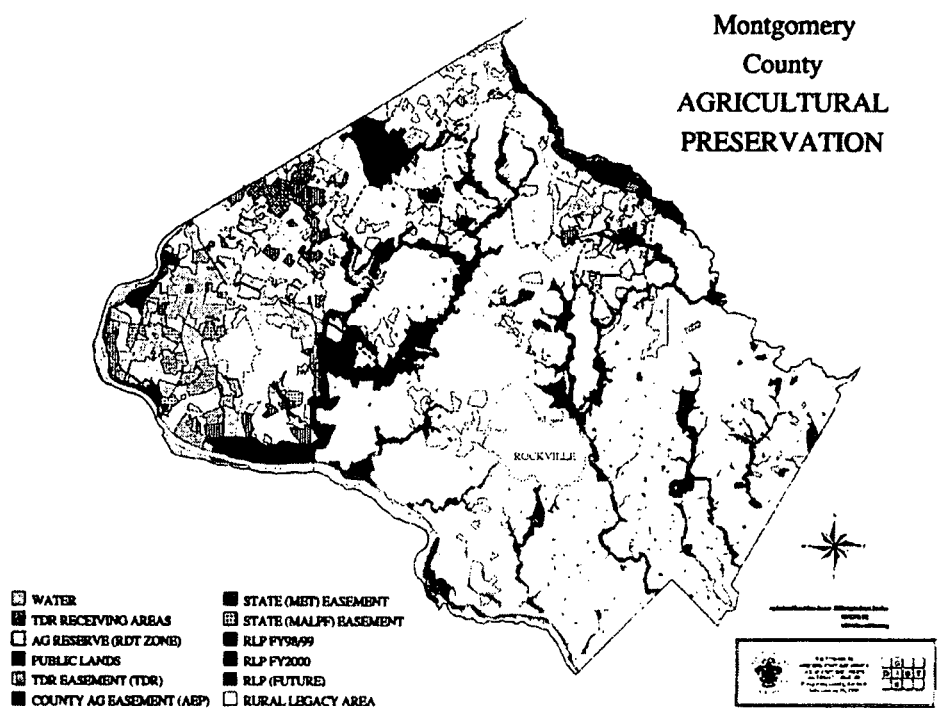 Montgomery
County
AGRICULTURAL
PRESERVATION
ROCKVILLE
WATER
TDR RECEIVING AREAS
AG RESERVE (RDT ZONE)
PUBLIC LANDS
TDR EASEMENT (TDR)
COUNTY AG EASEMENT (AEP)
STATE (MET) EASEMENT
STATE (MALPF) EASEMENT
RLP FY98/99
RLP FY2000
RLP (FUTURE)
RURAL LEGACY AREA